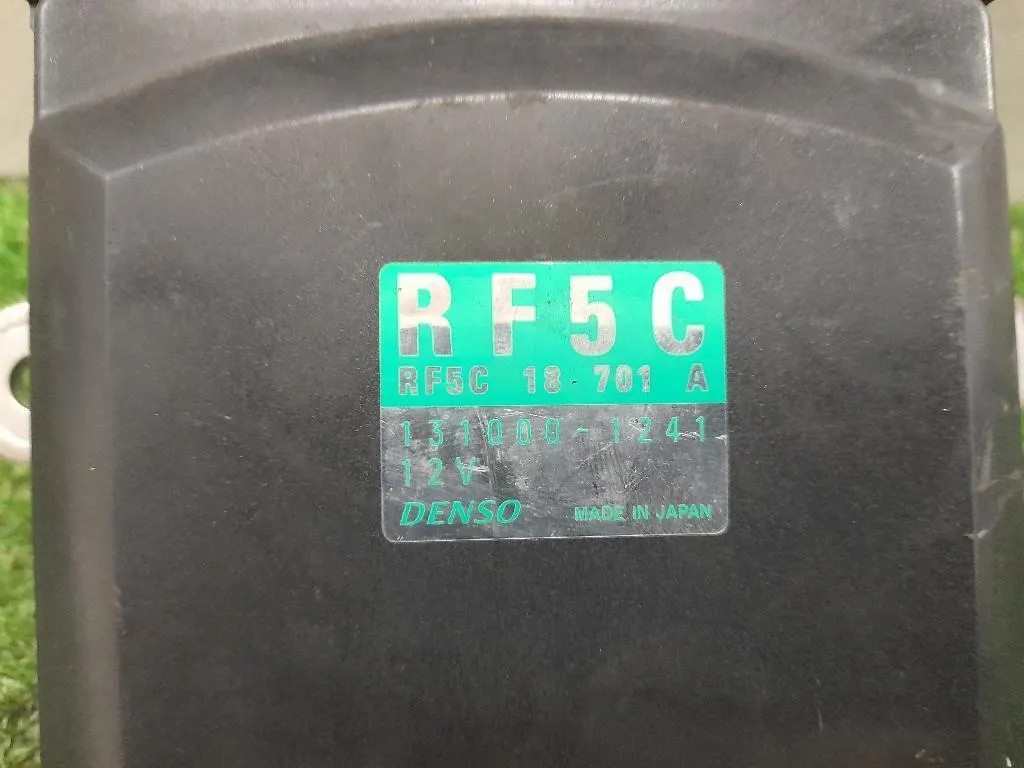 RF5C
RF5C 18 701 A
131000-1241
12V
DENSO MADE IN JAPAN